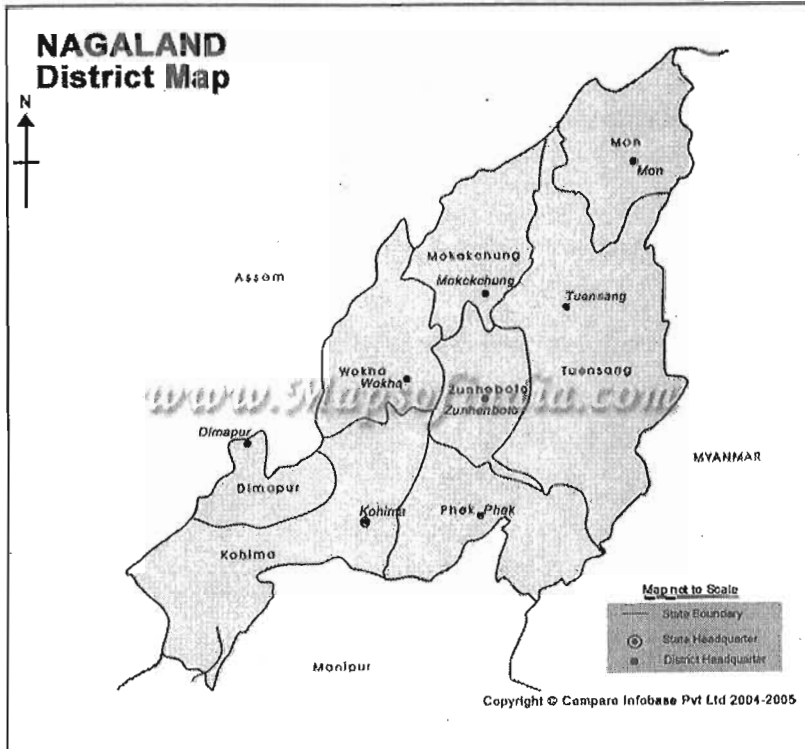 NAGALAND
District Map
N
Mon
Mon
Mokokchung
Mokokchung
Assam
Tuensang
Wokha
Wokha
Tuensang
Zunheboto
Zunhenboto
www.Mapsofindia.com
Dimapur
MYANMAR
Dimapur
Kohima
Phek
Phek
Kohima
Map not to Scale
State Boundary
State Headquarter
District Headquarter
Manipur
Copyright © Compare Infobase Pvt Ltd 2004-2005